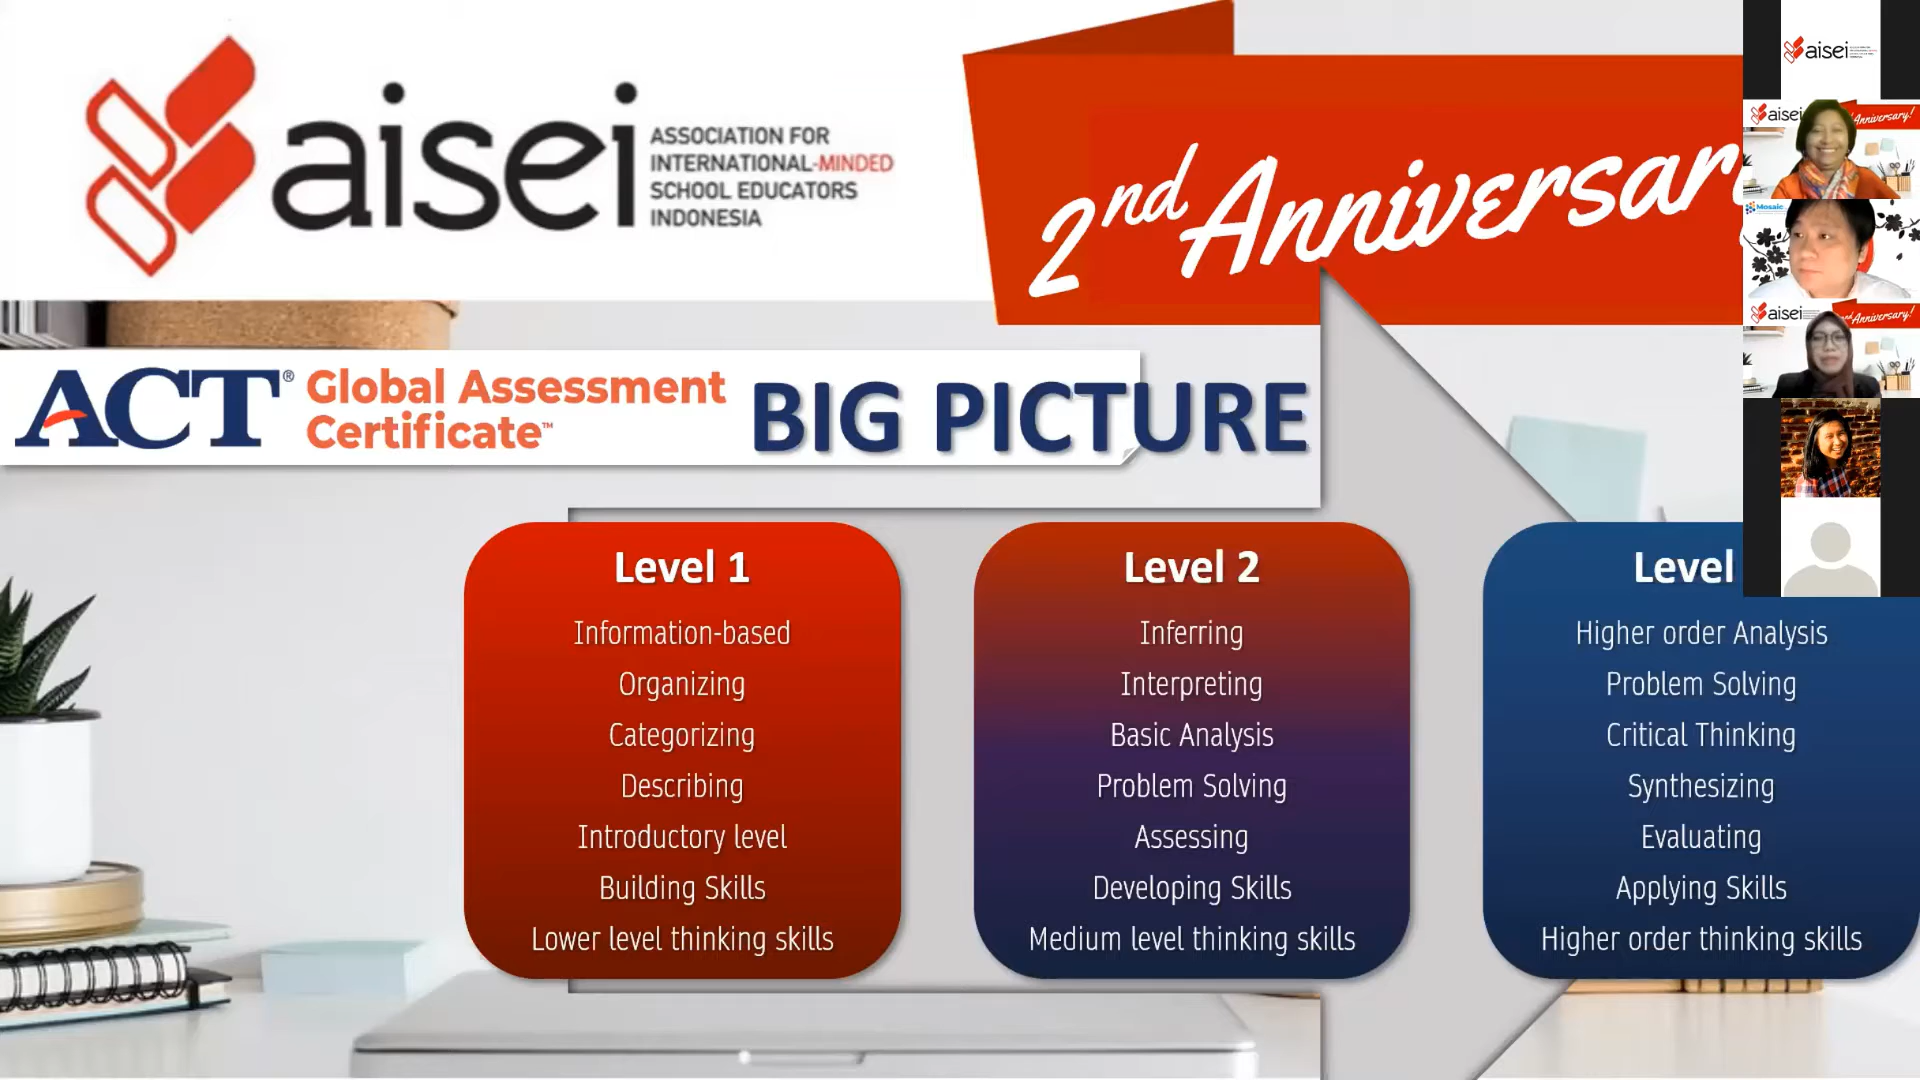 aisei
ASSOCIATION FOR
INTERNATIONAL-MINDED
SCHOOL EDUCATORS
INDONESIA
2nd Anniversary
ACT® Global Assessment
Certificate™
BIG PICTURE
Level 1
Information-based
Organizing
Categorizing
Describing
Introductory level
Building Skills
Lower level thinking skills
Level 2
Inferring
Interpreting
Basic Analysis
Problem Solving
Assessing
Developing Skills
Medium level thinking skills
Level
Higher order Analysis
Problem Solving
Critical Thinking
Synthesizing
Evaluating
Applying Skills
Higher order thinking skills
aisei
aisei
Anniversary!
Mosaic
aisei
Anniversary!